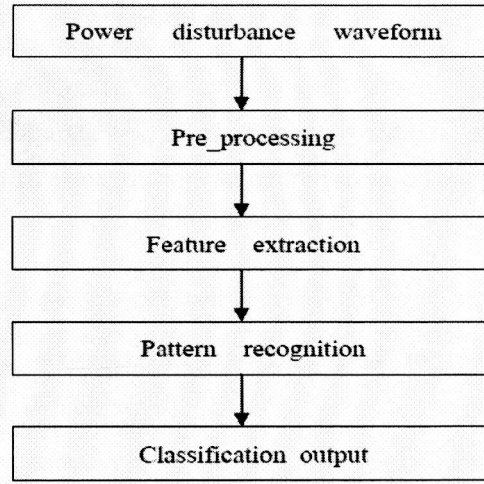 Power disturbance waveform
Pre_processing
Feature extraction
Pattern recognition
Classification output